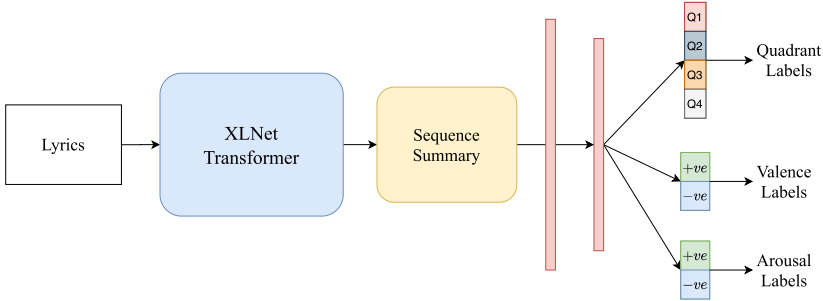 Lyrics
XLNet
Transformer
Sequence
Summary
Q1
Q2
Q3
Q4
Quadrant
Labels
+ve
-ve
Valence
Labels
+ve
-ve
Arousal
Labels